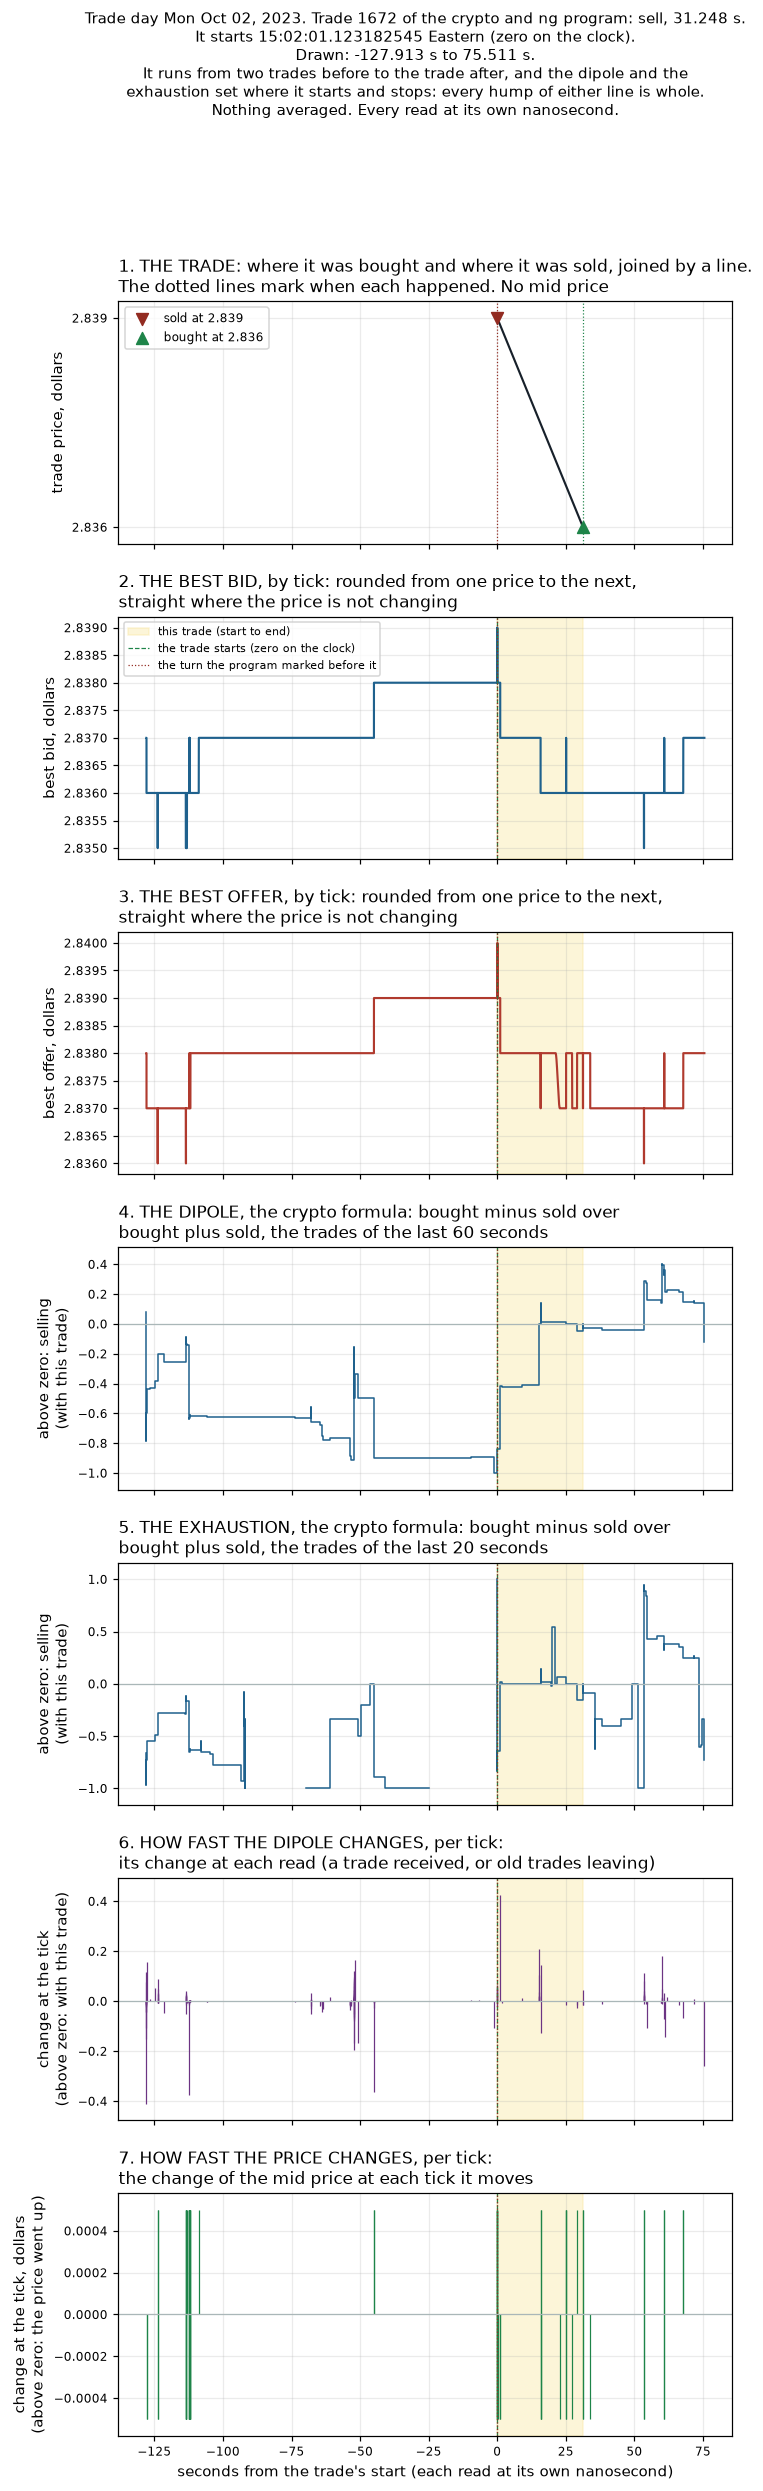 Trade day Mon Oct 02, 2023. Trade 1672 of the crypto and ng program: sell, 31.248 s.
It starts 15:02:01.123182545 Eastern (zero on the clock).
Drawn: -127.913 s to 75.511 s.
It runs from two trades before to the trade after, and the dipole and the
exhaustion set where it starts and stops: every hump of either line is whole.
Nothing averaged. Every read at its own nanosecond.
1. THE TRADE: where it was bought and where it was sold, joined by a line.
The dotted lines mark when each happened. No mid price
sold at 2.839
bought at 2.836
2.839
2.836
trade price, dollars
2. THE BEST BID, by tick: rounded from one price to the next,
straight where the price is not changing
this trade (start to end)
the trade starts (zero on the clock)
the turn the program marked before it
2.8390
2.8385
2.8380
2.8375
2.8370
2.8365
2.8360
2.8355
2.8350
best bid, dollars
3. THE BEST OFFER, by tick: rounded from one price to the next,
straight where the price is not changing
2.8400
2.8395
2.8390
2.8385
2.8380
2.8375
2.8370
2.8365
2.8360
best offer, dollars
4. THE DIPOLE, the crypto formula: bought minus sold over
bought plus sold, the trades of the last 60 seconds
0.4
0.2
0.0
−0.2
−0.4
−0.6
−0.8
−1.0
above zero: selling
(with this trade)
5. THE EXHAUSTION, the crypto formula: bought minus sold over
bought plus sold, the trades of the last 20 seconds
1.0
0.5
0.0
−0.5
−1.0
above zero: selling
(with this trade)
6. HOW FAST THE DIPOLE CHANGES, per tick:
its change at each read (a trade received, or old trades leaving)
0.4
0.2
0.0
−0.2
−0.4
change at the tick
(above zero: with this trade)
7. HOW FAST THE PRICE CHANGES, per tick:
the change of the mid price at each tick it moves
0.0004
0.0002
0.0000
−0.0002
−0.0004
change at the tick, dollars
(above zero: the price went up)
−125
−100
−75
−50
−25
0
25
50
75
seconds from the trade's start (each read at its own nanosecond)